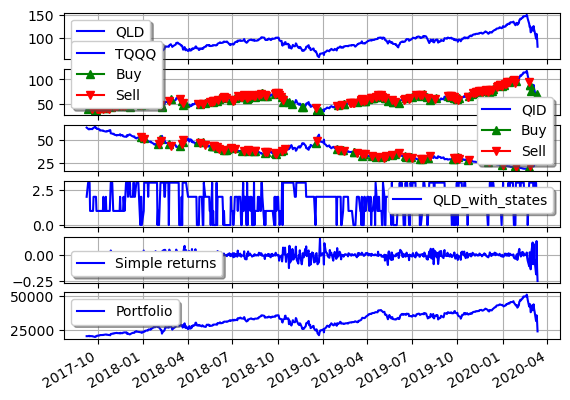 150
100
QLD
100
50
TQQQ
Buy
Sell
50
25
QID
Buy
Sell
2.5
0.0
QLD_with_states
0.00
-0.25
Simple returns
50000
25000
Portfolio
2017-10
2018-01
2018-04
2018-07
2018-10
2019-01
2019-04
2019-07
2019-10
2020-01
2020-04